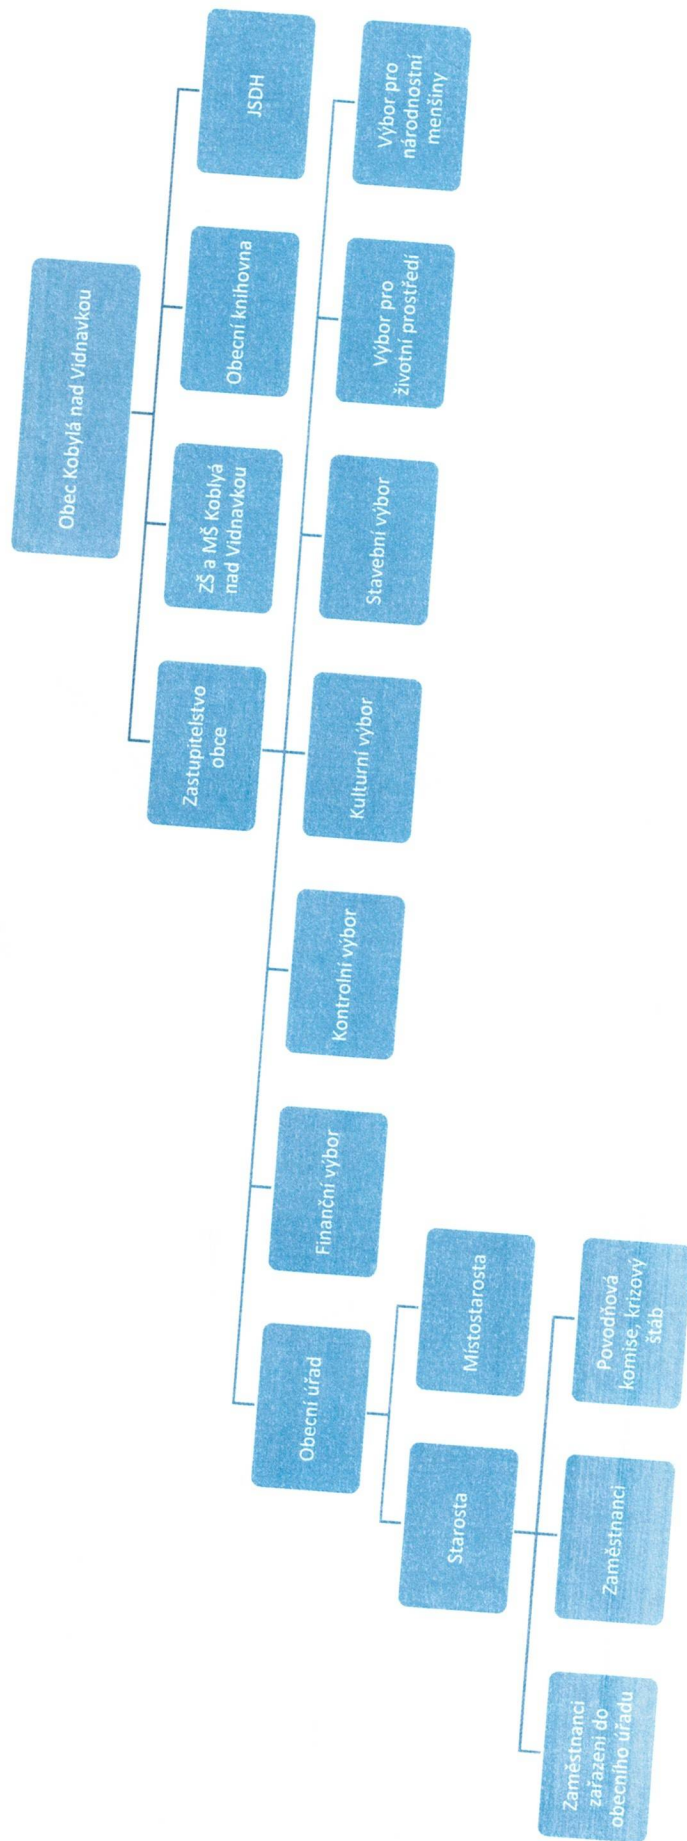 Obec Kobylá nad Vidnavkou
Zastupitelstvo
obce
ZŠ a MŠ Koblyá
nad Vidnavkou
Obecní knihovna
JSDH
Obecní úřad
Finanční výbor
Kontrolní výbor
Kulturní výbor
Stavební výbor
Výbor pro
životní prostředí
Výbor pro
národnostní
menšiny
Starosta
Místostarosta
Zaměstnanci
zařazení do
obecního úřadu
Zaměstnanci
Povodňová
komise, krizový
štáb